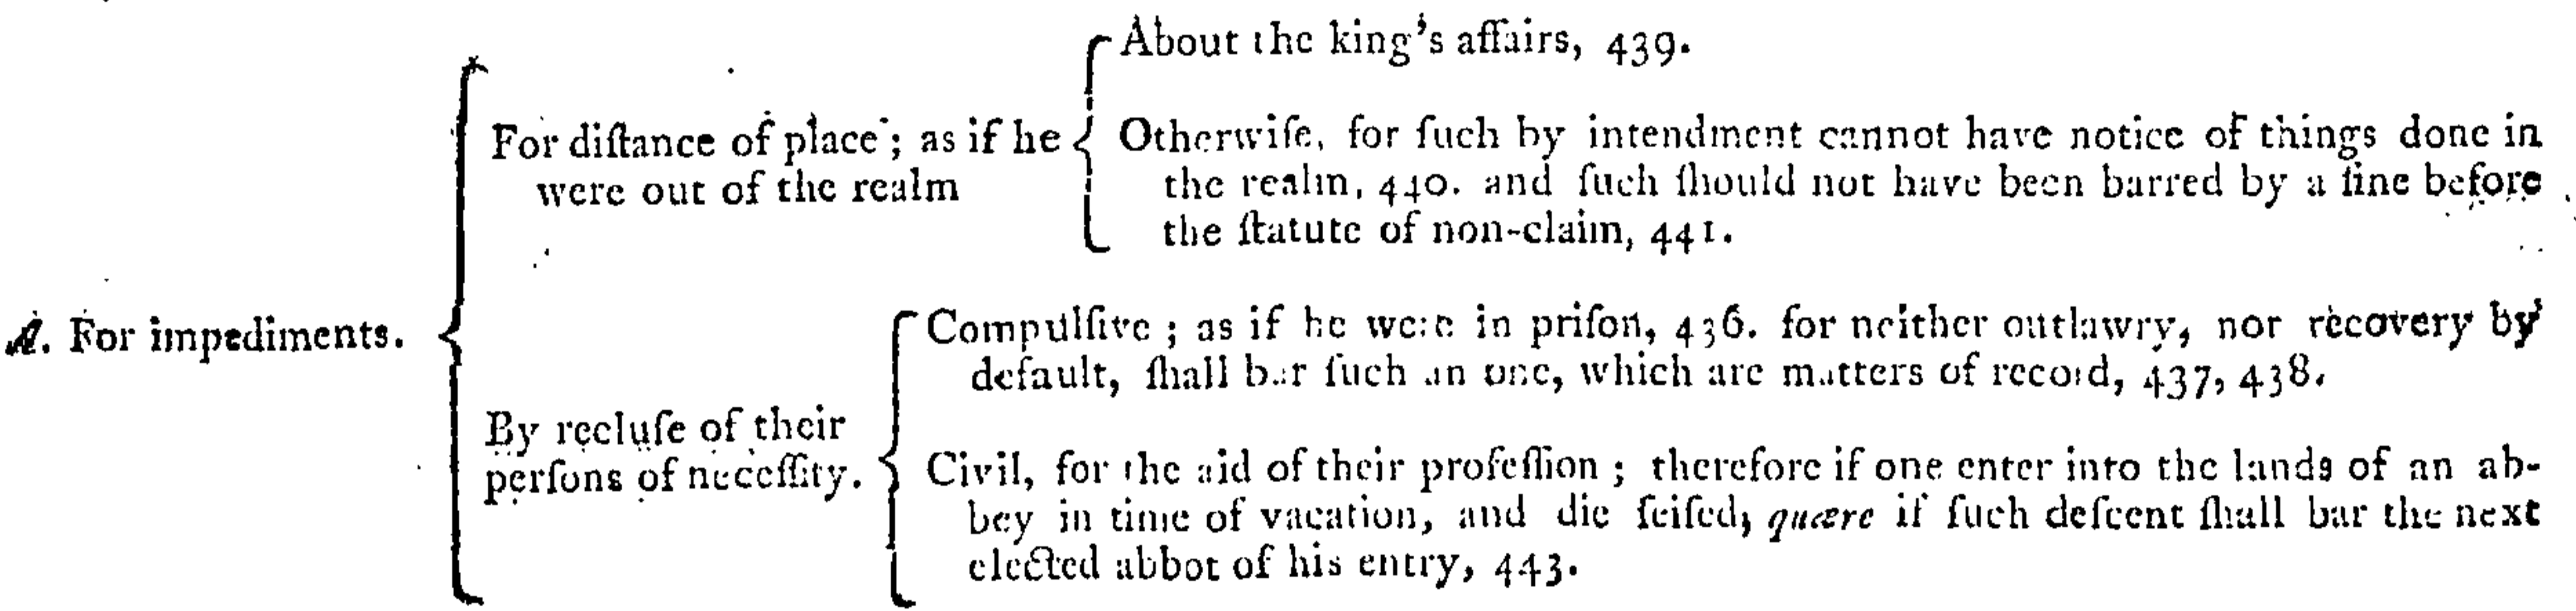 About the king's affairs, 439.
For diſtance of place; as if he
were out of the realm
Otherwiſe, for ſuch by intendment cannot have notice of things done in
the realm, 440. and ſuch ſhould not have been barred by a fine before
the ſtatute of non-claim, 441.
A. For impediments.
Compulſive; as if he were in priſon, 436. for neither outlawry, nor recovery by
default, ſhall bar ſuch an one, which are matters of record, 437, 438.
By recluſe of their
perſons of neceſſity.
Civil, for the aid of their profeſſion; therefore if one enter into the lands of an ab-
bey in time of vacation, and die ſeiſed, quære if ſuch deſcent ſhall bar the next
elected abbot of his entry, 443.